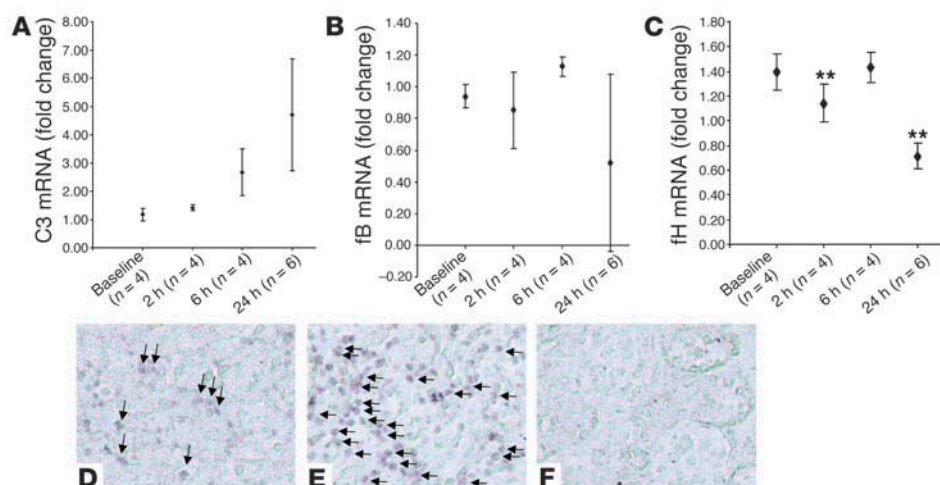 A
C3 mRNA (fold change)
8.00
7.00
6.00
5.00
4.00
3.00
2.00
1.00
0.00
Baseline
(n = 4)
2 h (n = 4)
6 h (n = 4)
24 h (n = 6)
B
fB mRNA (fold change)
1.40
1.20
1.00
0.80
0.60
0.40
0.20
0.00
−0.20
Baseline
(n = 4)
2 h (n = 4)
6 h (n = 4)
24 h (n = 6)
C
fH mRNA (fold change)
1.80
1.60
1.40
1.20
1.00
0.80
0.60
0.40
0.20
0.00
**
**
Baseline
(n = 4)
2 h (n = 4)
6 h (n = 4)
24 h (n = 6)
D
E
F